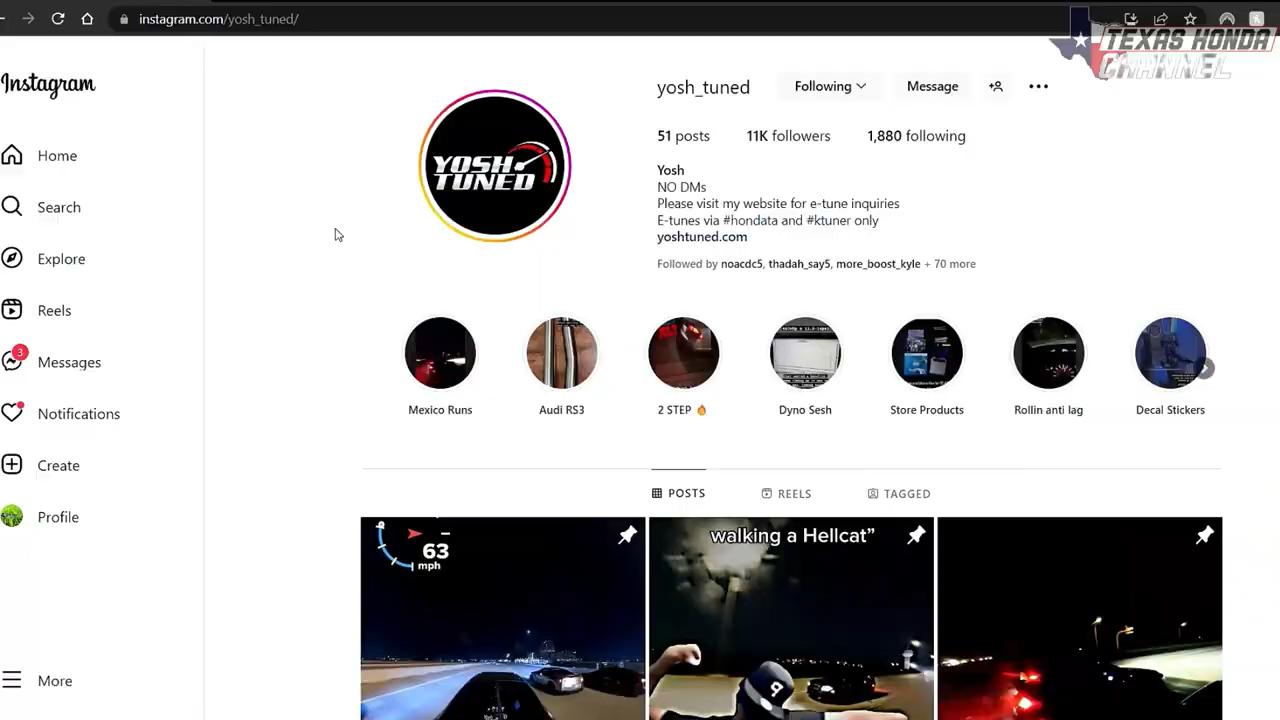 instagram.com/yosh_tuned/
TEXAS HONDA
CHANNEL
Instagram
Home
Search
Explore
Reels
3
Messages
Notifications
Create
Profile
More
YOSH
TUNED
yosh_tuned
Following
Message
51 posts
11K followers
1,880 following
Yosh
NO DMs
Please visit my website for e-tune inquiries
E-tunes via #hondata and #ktuner only
yoshtuned.com
Followed by noacdc5, thadah_say5, more_boost_kyle + 70 more
Mexico Runs
Audi RS3
2 STEP 🔥
Dyno Sesh
Store Products
Rollin anti lag
Decal Stickers
POSTS
REELS
TAGGED
63
mph
walking a Hellcat”
9